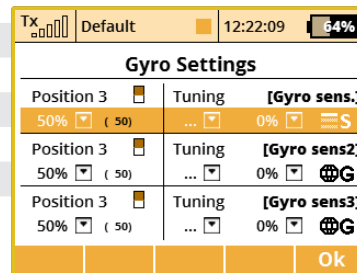 Tx Default 12:22:09 64%
Gyro Settings
Position 3 Tuning [Gyro sens.]
50% ( 50) ... 0% S
Position 3 Tuning [Gyro sens2]
50% ( 50) ... 0% G
Position 3 Tuning [Gyro sens3]
50% ( 50) ... 0% G
Ok